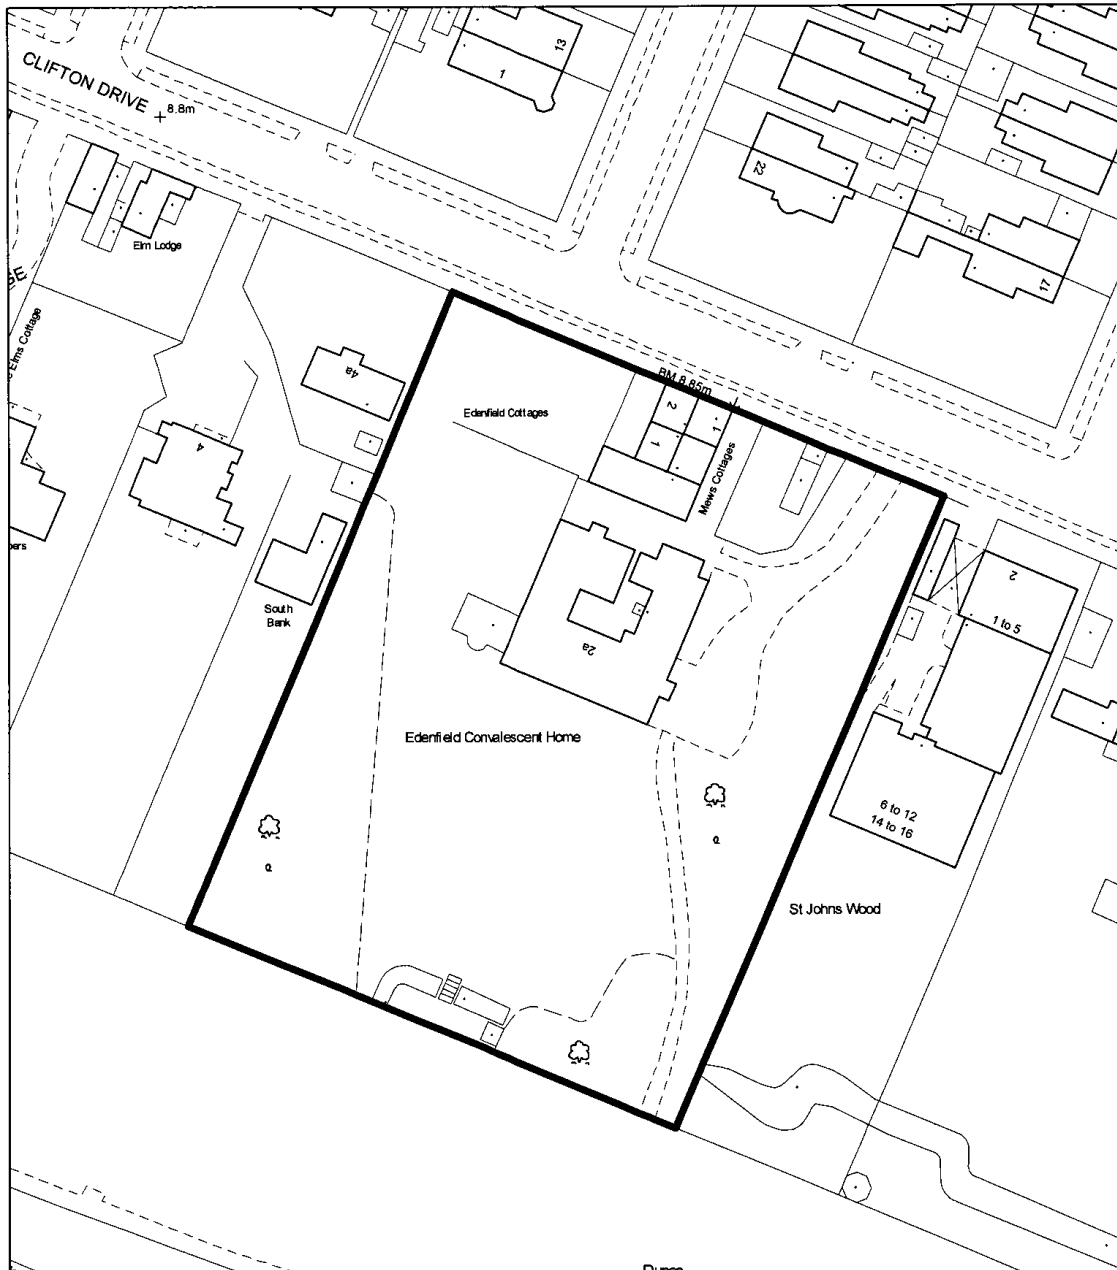 CLIFTON DRIVE
8.8m
13
1
22
17
Elm Lodge
Elms Cottage
4a
4
BM 8.85m
Edenfield Cottages
2
1
1
Mews Cottages
South
Bank
2a
2
1 to 5
Edenfield Convalescent Home
6 to 12
14 to 16
St Johns Wood